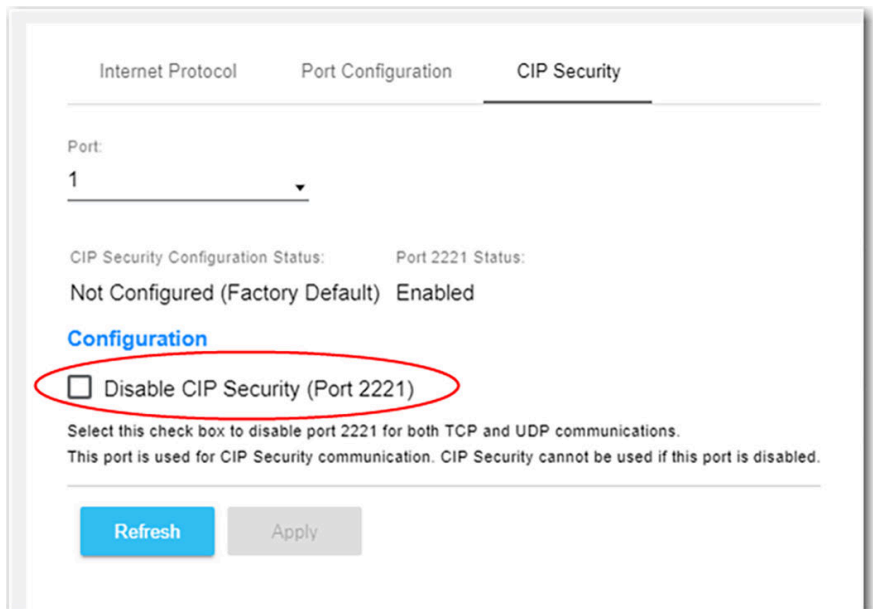 Internet Protocol Port Configuration CIP Security
Port:
1
CIP Security Configuration Status: Port 2221 Status:
Not Configured (Factory Default) Enabled
Configuration
Disable CIP Security (Port 2221)
Select this check box to disable port 2221 for both TCP and UDP communications.
This port is used for CIP Security communication. CIP Security cannot be used if this port is disabled.
Refresh Apply